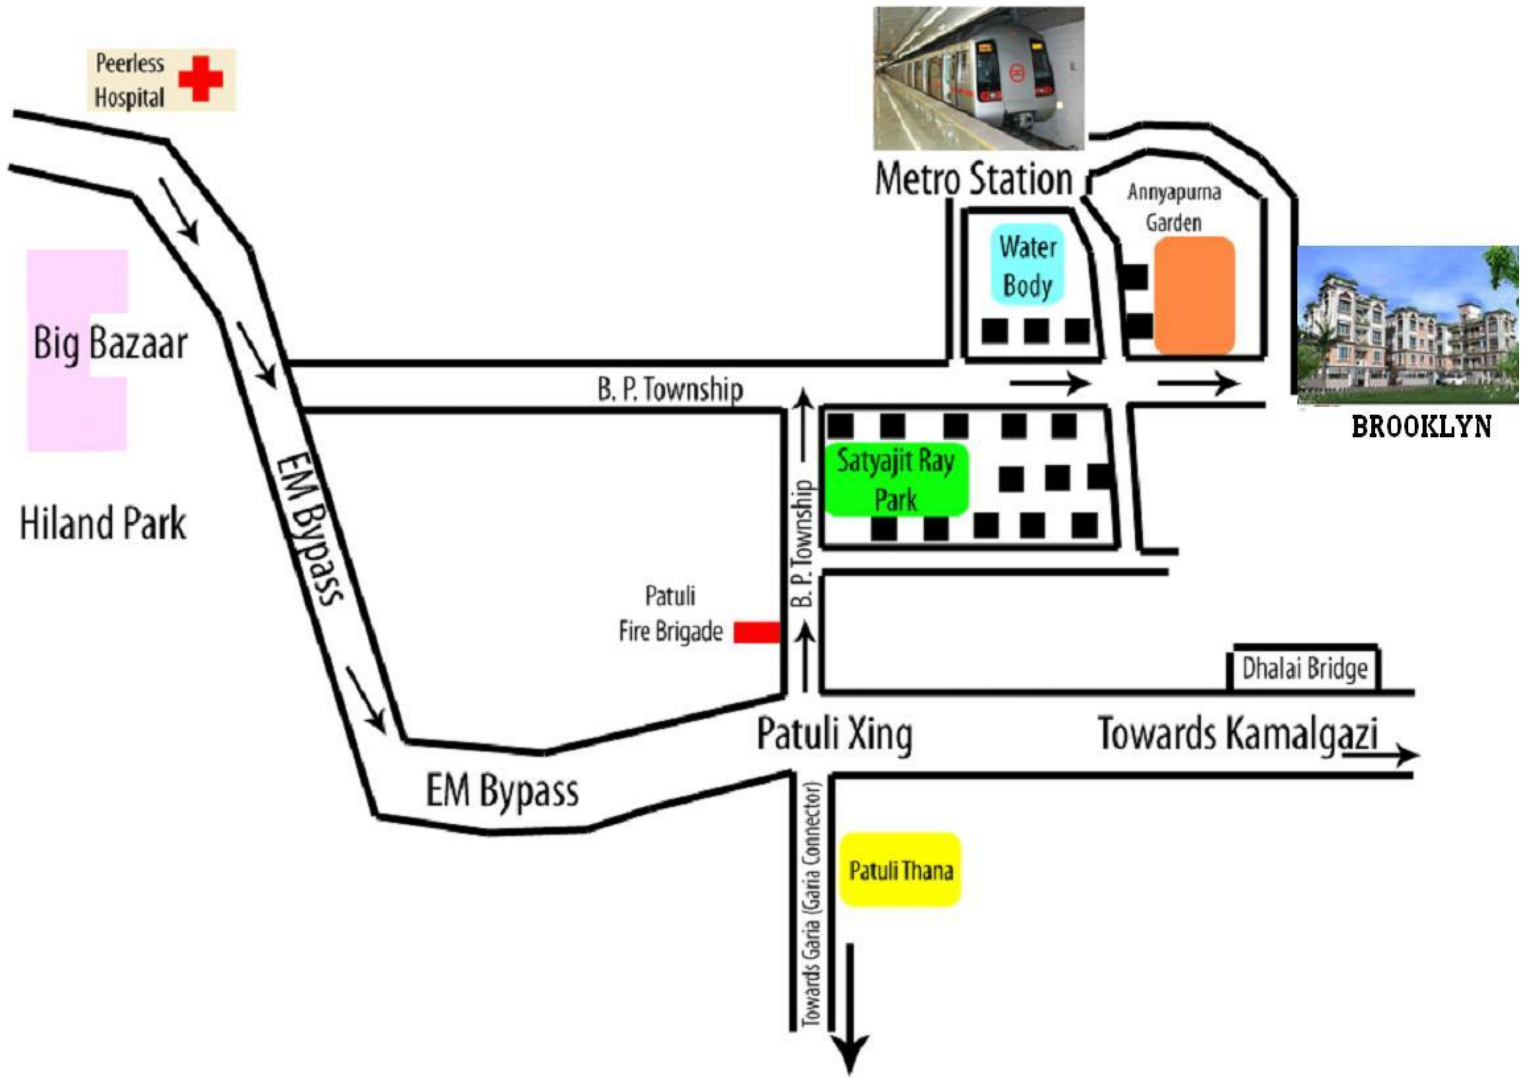 Peerless
Hospital
Metro Station
Annyapurna
Garden
Water
Body
Big Bazaar
B. P. Township
BROOKLYN
Satyajit Ray
Park
EM Bypass
Hiland Park
B. P. Township
Patuli
Fire Brigade
Dhalai Bridge
Patuli Xing
Towards Kamalgazi
EM Bypass
Towards Garia (Garia Connector)
Patuli Thana